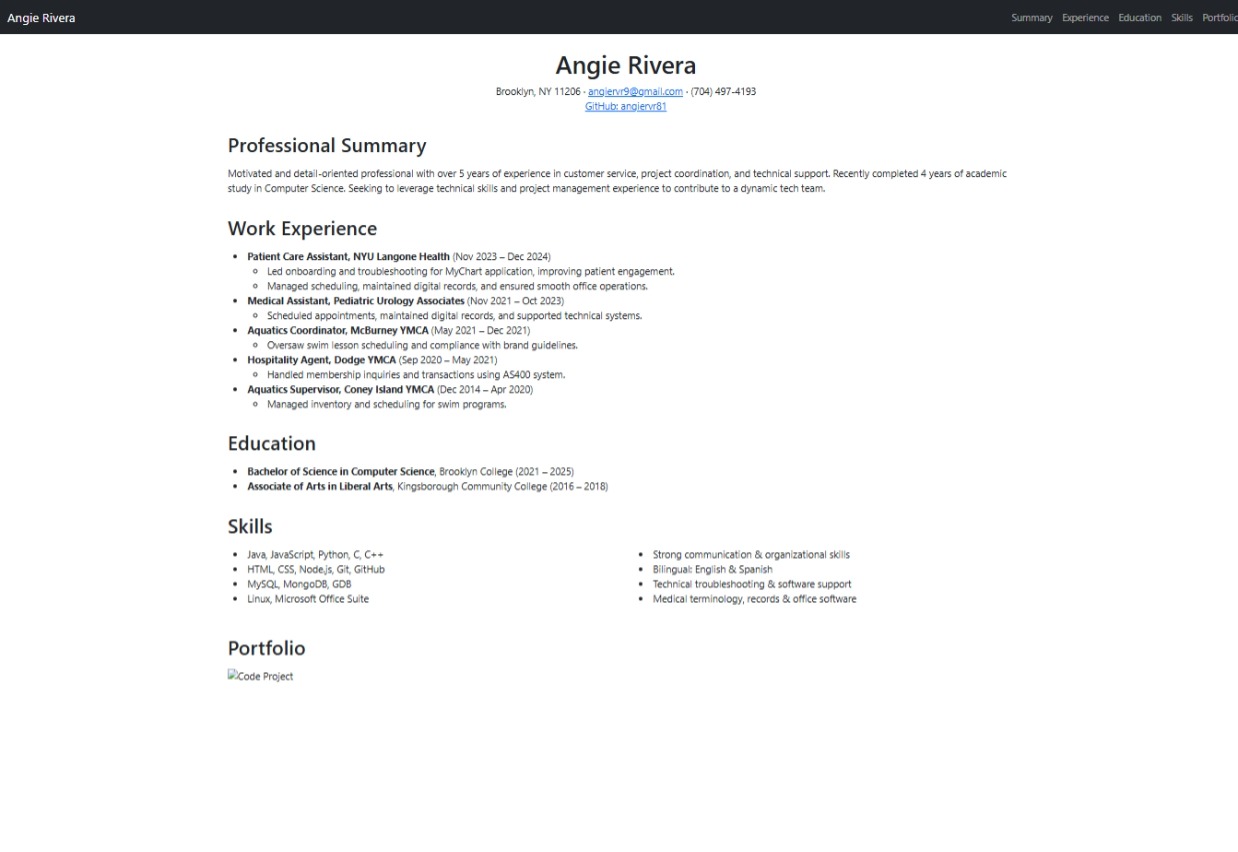 Angie Rivera
Summary Experience Education Skills Portfolio
Angie Rivera
Brooklyn, NY 11206 · angiervr9@gmail.com · (704) 497-4193
GitHub: angiervr81
Professional Summary
Motivated and detail-oriented professional with over 5 years of experience in customer service, project coordination, and technical support. Recently completed 4 years of academic
study in Computer Science. Seeking to leverage technical skills and project management experience to contribute to a dynamic tech team.
Work Experience
Patient Care Assistant, NYU Langone Health (Nov 2023 – Dec 2024)
Led onboarding and troubleshooting for MyChart application, improving patient engagement.
Managed scheduling, maintained digital records, and ensured smooth office operations.
Medical Assistant, Pediatric Urology Associates (Nov 2021 – Oct 2023)
Scheduled appointments, maintained digital records, and supported technical systems.
Aquatics Coordinator, McBurney YMCA (May 2021 – Dec 2021)
Oversaw swim lesson scheduling and compliance with brand guidelines.
Hospitality Agent, Dodge YMCA (Sep 2020 – May 2021)
Handled membership inquiries and transactions using AS400 system.
Aquatics Supervisor, Coney Island YMCA (Dec 2014 – Apr 2020)
Managed inventory and scheduling for swim programs.
Education
Bachelor of Science in Computer Science, Brooklyn College (2021 – 2025)
Associate of Arts in Liberal Arts, Kingsborough Community College (2016 – 2018)
Skills
Java, JavaScript, Python, C, C++
HTML, CSS, Node.js, Git, GitHub
MySQL, MongoDB, GDB
Linux, Microsoft Office Suite
Strong communication & organizational skills
Bilingual: English & Spanish
Technical troubleshooting & software support
Medical terminology, records & office software
Portfolio
Code Project